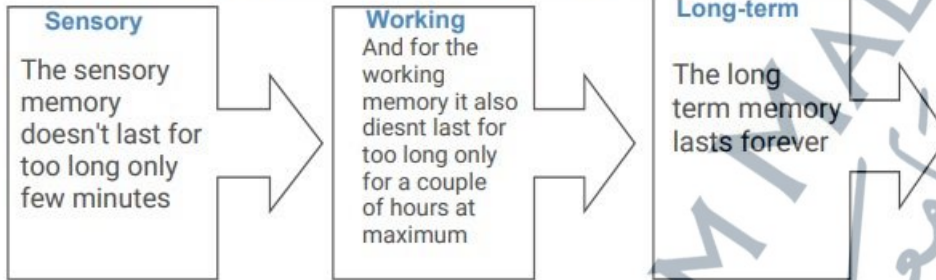 Sensory
The sensory
memory
doesn't last for
too long only
few minutes
Working
And for the
working
memory it also
diesnt last for
too long only
for a couple
of hours at
maximum
Long-term
The long
term memory
lasts forever